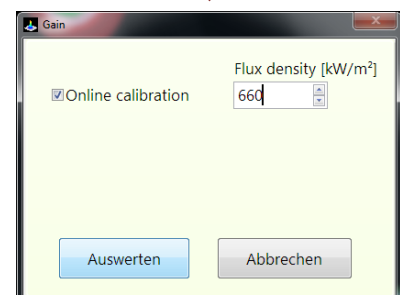 Gain
Flux density [kW/m²]
Online calibration
660
Auswerten
Abbrechen